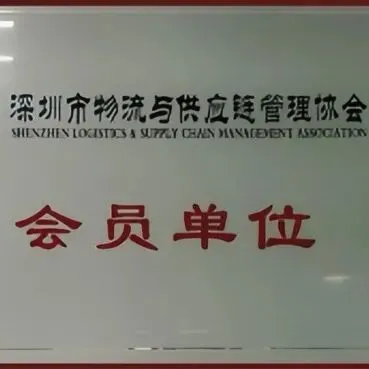 深圳市物流与供应链管理协会
SHENZHEN LOGISTICS & SUPPLY CHAIN MANAGEMENT ASSOCIATION
会员单位